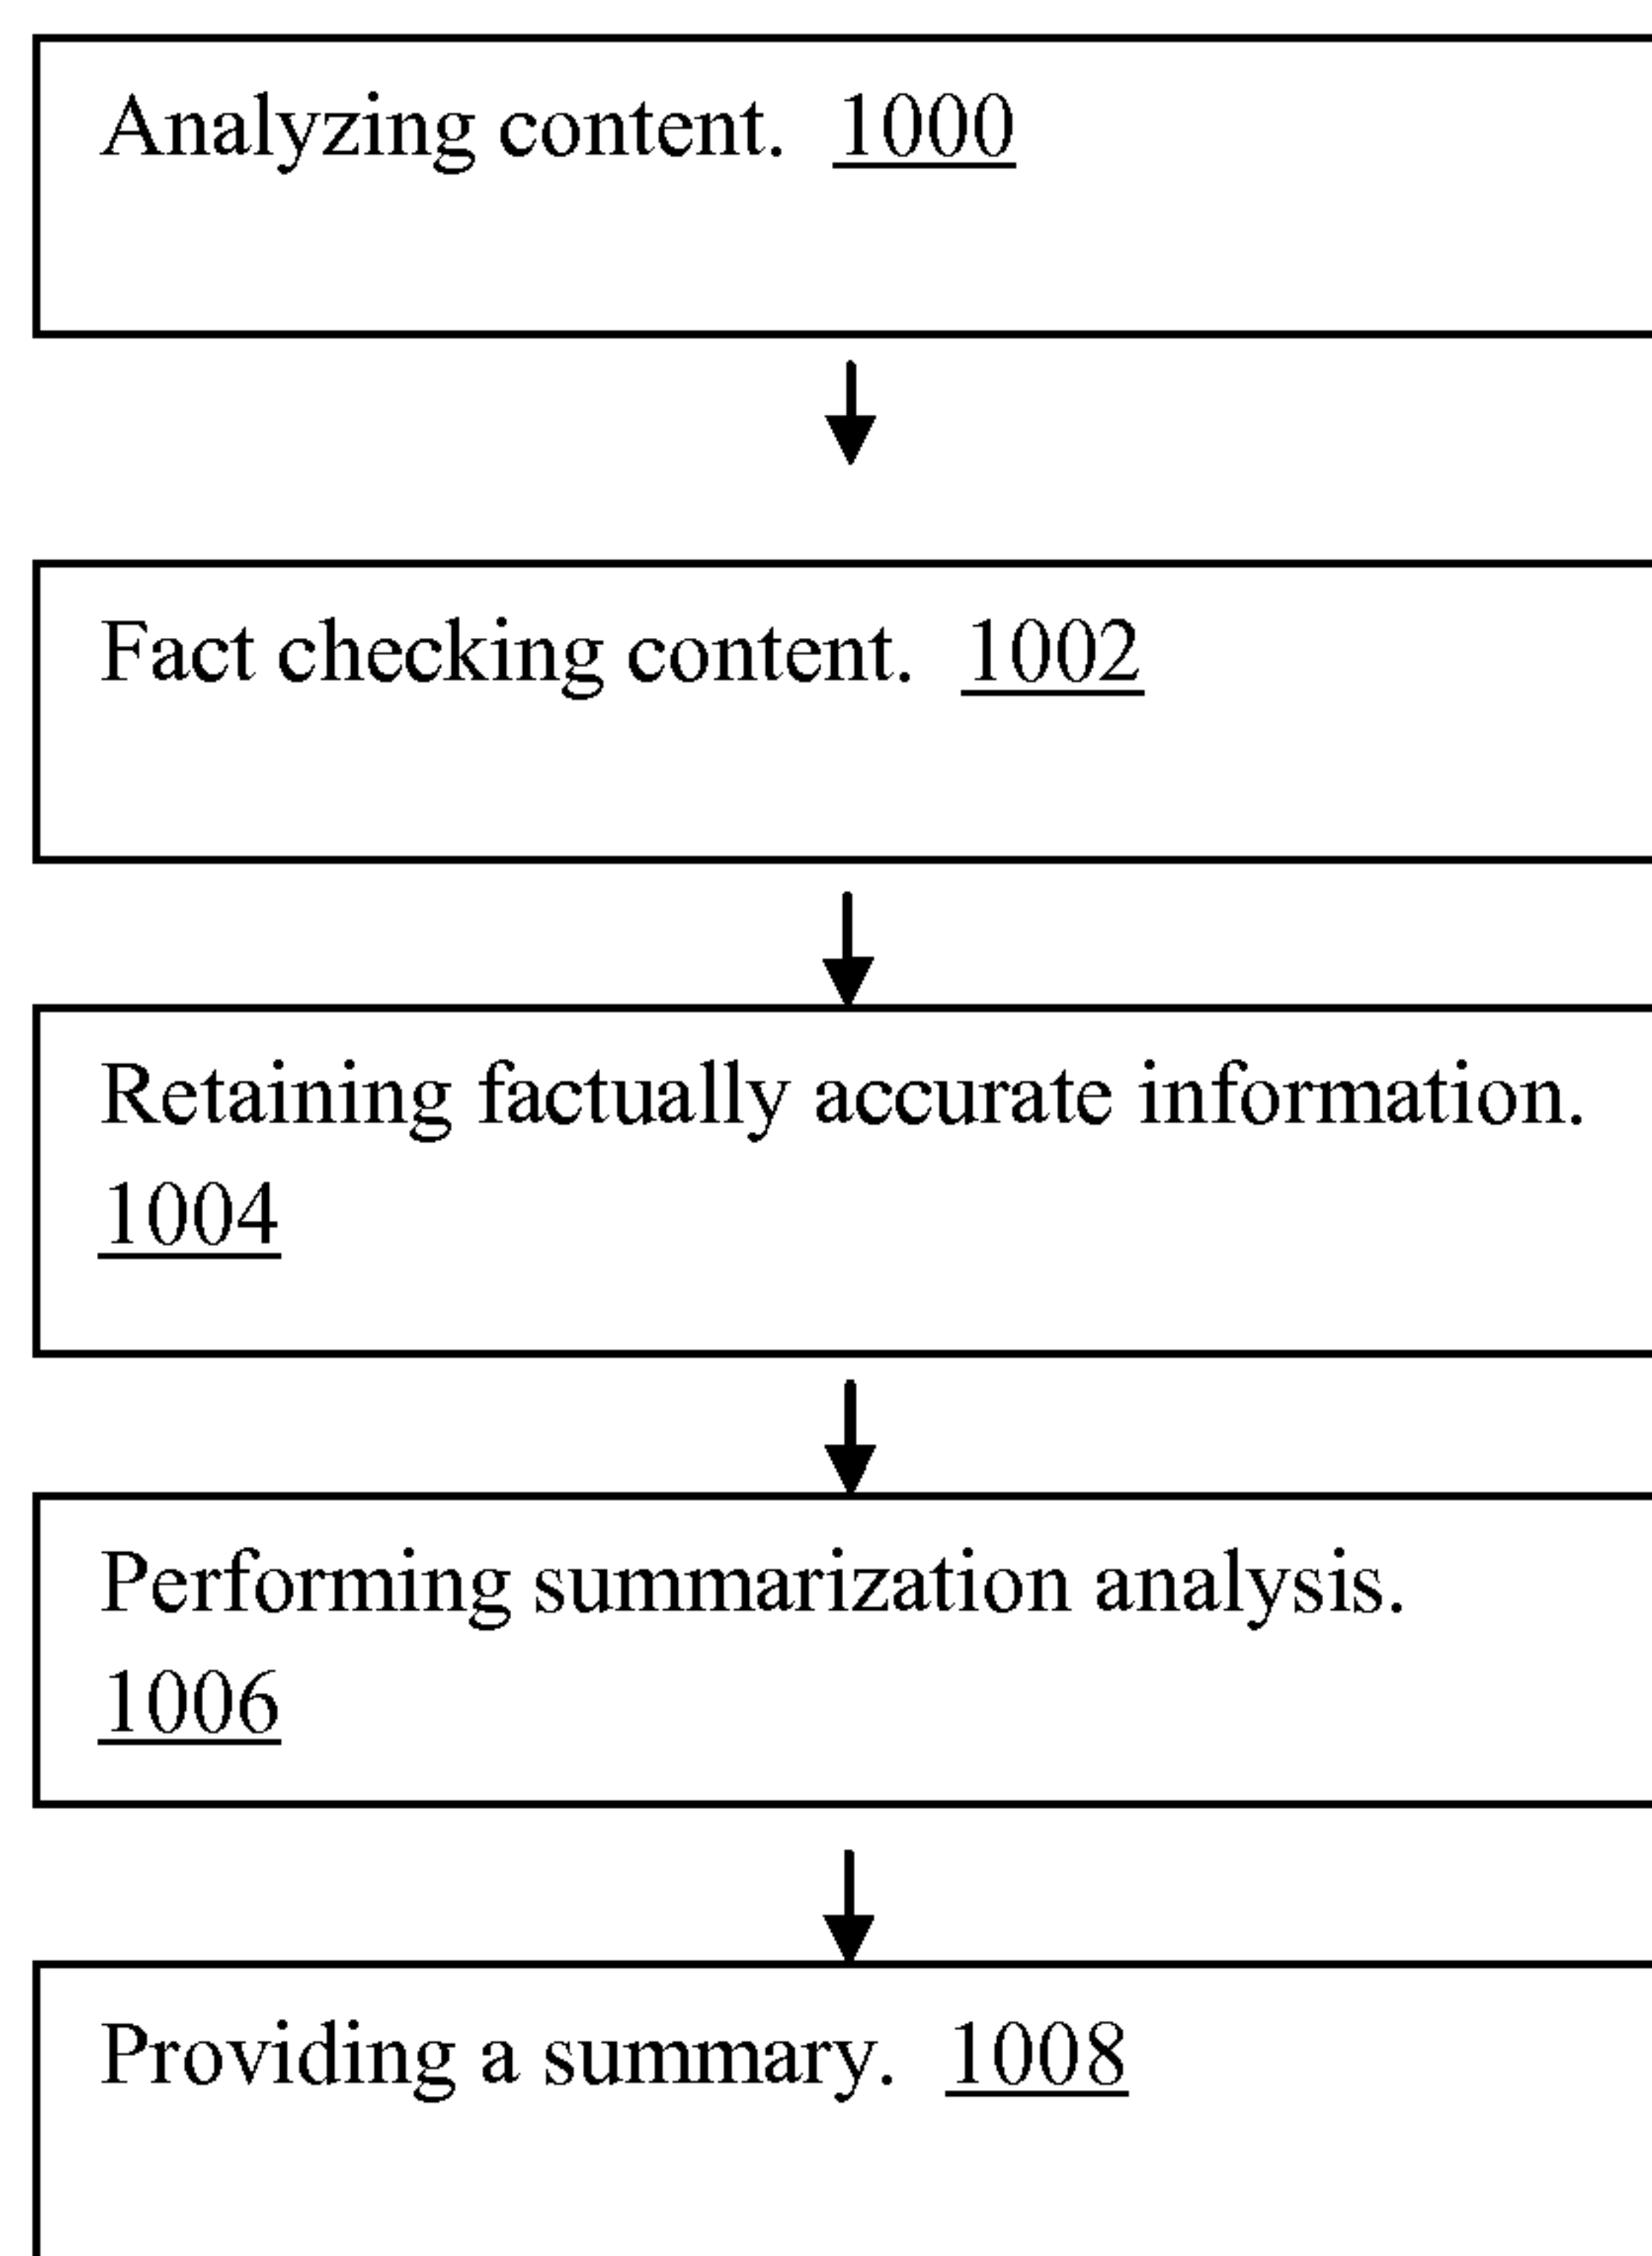 Analyzing content. 1000
Fact checking content. 1002
Retaining factually accurate information.
1004
Performing summarization analysis.
1006
Providing a summary. 1008